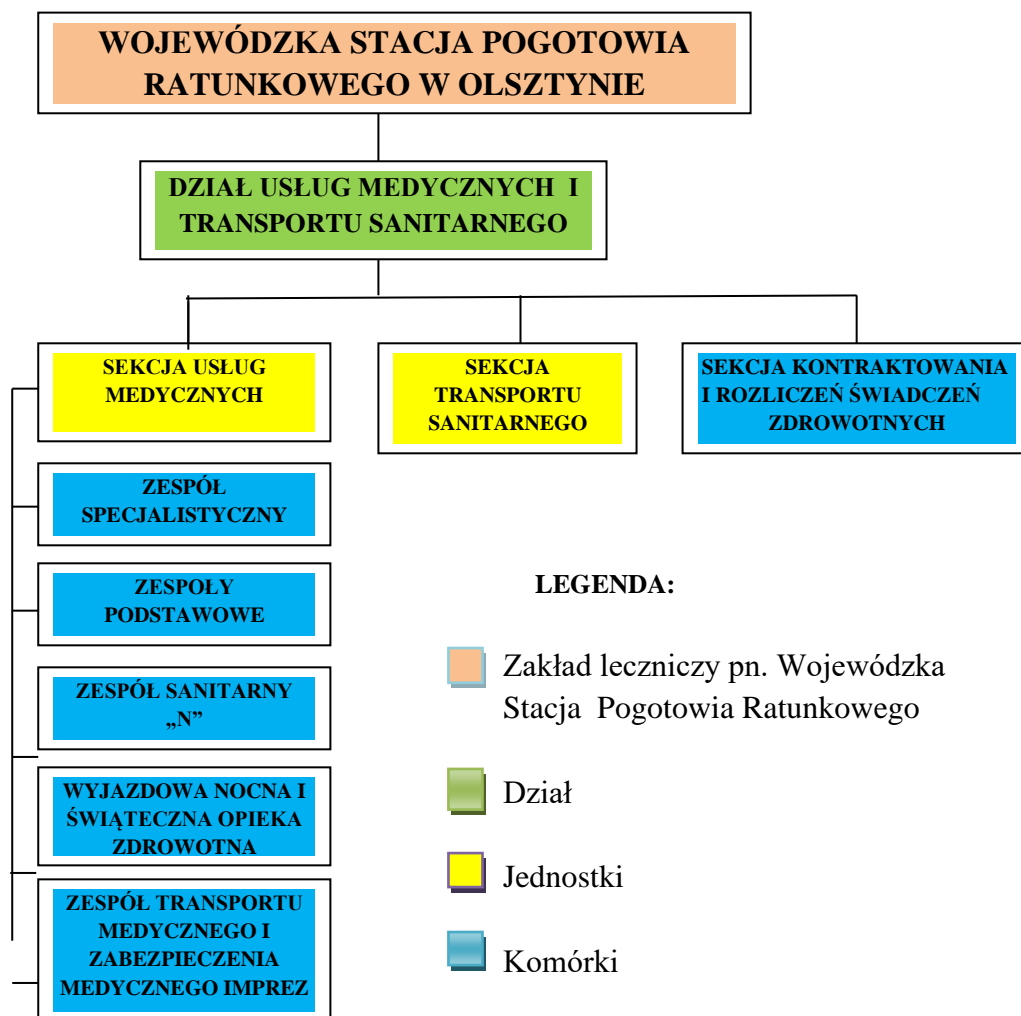 WOJEWÓDZKA STACJA POGOTOWIA
RATUNKOWEGO W OLSZTYNIE
DZIAŁ USŁUG MEDYCZNYCH I
TRANSPORTU SANITARNEGO
SEKCJA USŁUG
MEDYCZNYCH
SEKCJA
TRANSPORTU
SANITARNEGO
SEKCJA KONTRAKTOWANIA
I ROZLICZEŃ ŚWIADCZEŃ
ZDROWOTNYCH
ZESPÓŁ
SPECJALISTYCZNY
ZESPOŁY
PODSTAWOWE
ZESPÓŁ SANITARNY
„N”
WYJAZDOWA NOCNA I
ŚWIĄTECZNA OPIEKA
ZDROWOTNA
ZESPÓŁ TRANSPORTU
MEDYCZNEGO I
ZABEZPIECZENIA
MEDYCZNEGO IMPREZ
LEGENDA:
Zakład leczniczy pn. Wojewódzka
Stacja Pogotowia Ratunkowego
Dział
Jednostki
Komórki